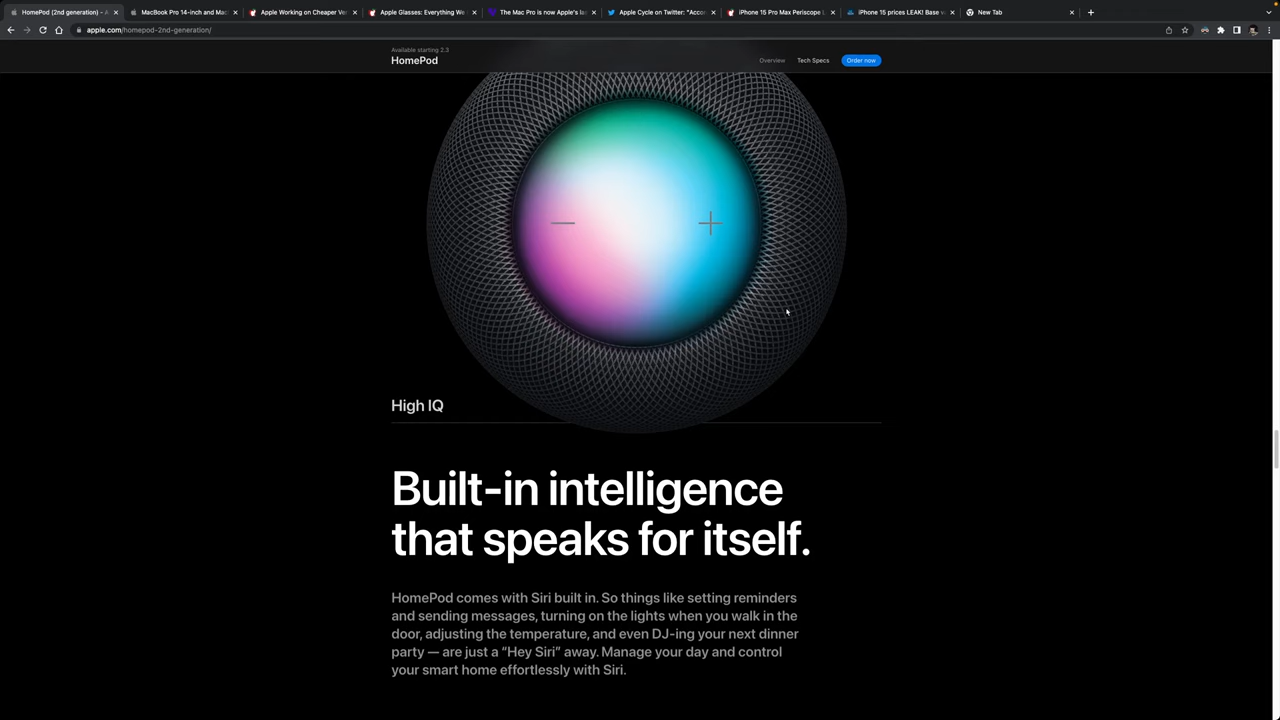 HomePod (2nd generation) - A
MacBook Pro 14-inch and Mac
Apple Working on Cheaper Ver
Apple Glasses: Everything We
The Mac Pro is now Apple's la
Apple Cycle on Twitter: "Acco
iPhone 15 Pro Max Periscope L
iPhone 15 prices LEAK! Base
New Tab
apple.com/homepod-2nd-generation/
Available starting 2.3
HomePod
Overview
Tech Specs
Order now
High IQ
Built-in intelligence
that speaks for itself.
HomePod comes with Siri built in. So things like setting reminders
and sending messages, turning on the lights when you walk in the
door, adjusting the temperature, and even DJ-ing your next dinner
party — are just a “Hey Siri” away. Manage your day and control
your smart home effortlessly with Siri.